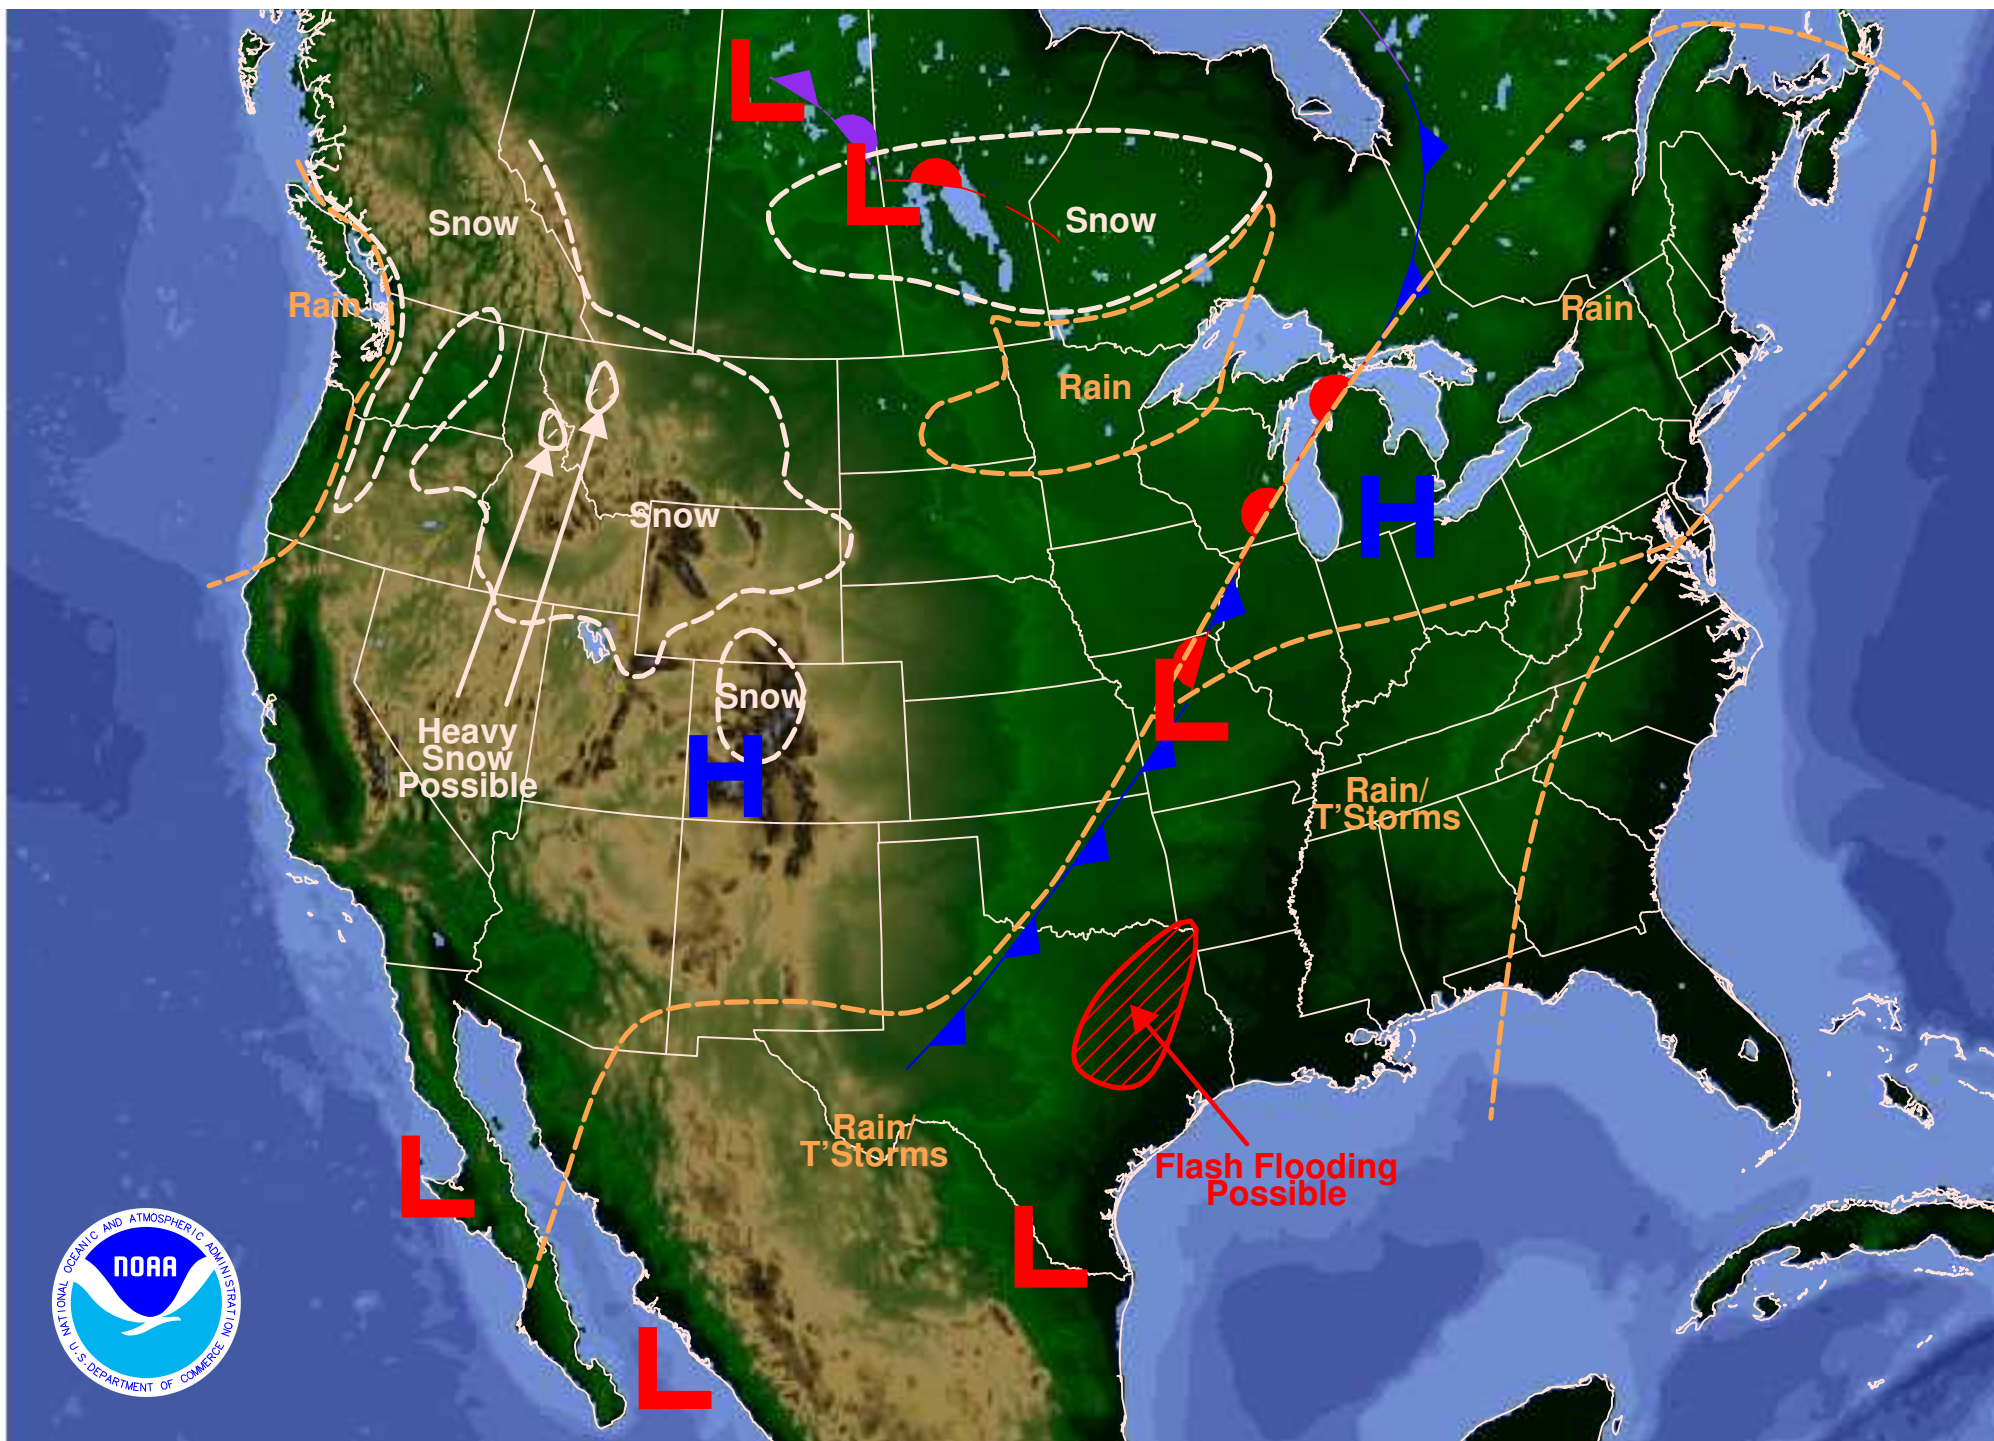 L
L
Snow
Snow
Rain
Rain
Rain
H
Snow
L
Snow
Heavy
Snow
Possible
H
Rain/
T'Storms
Rain/
T'Storms
Flash Flooding
Possible
L
L
L
NATIONAL OCEANIC AND ATMOSPHERIC ADMINISTRATION
NOAA
U.S. DEPARTMENT OF COMMERCE